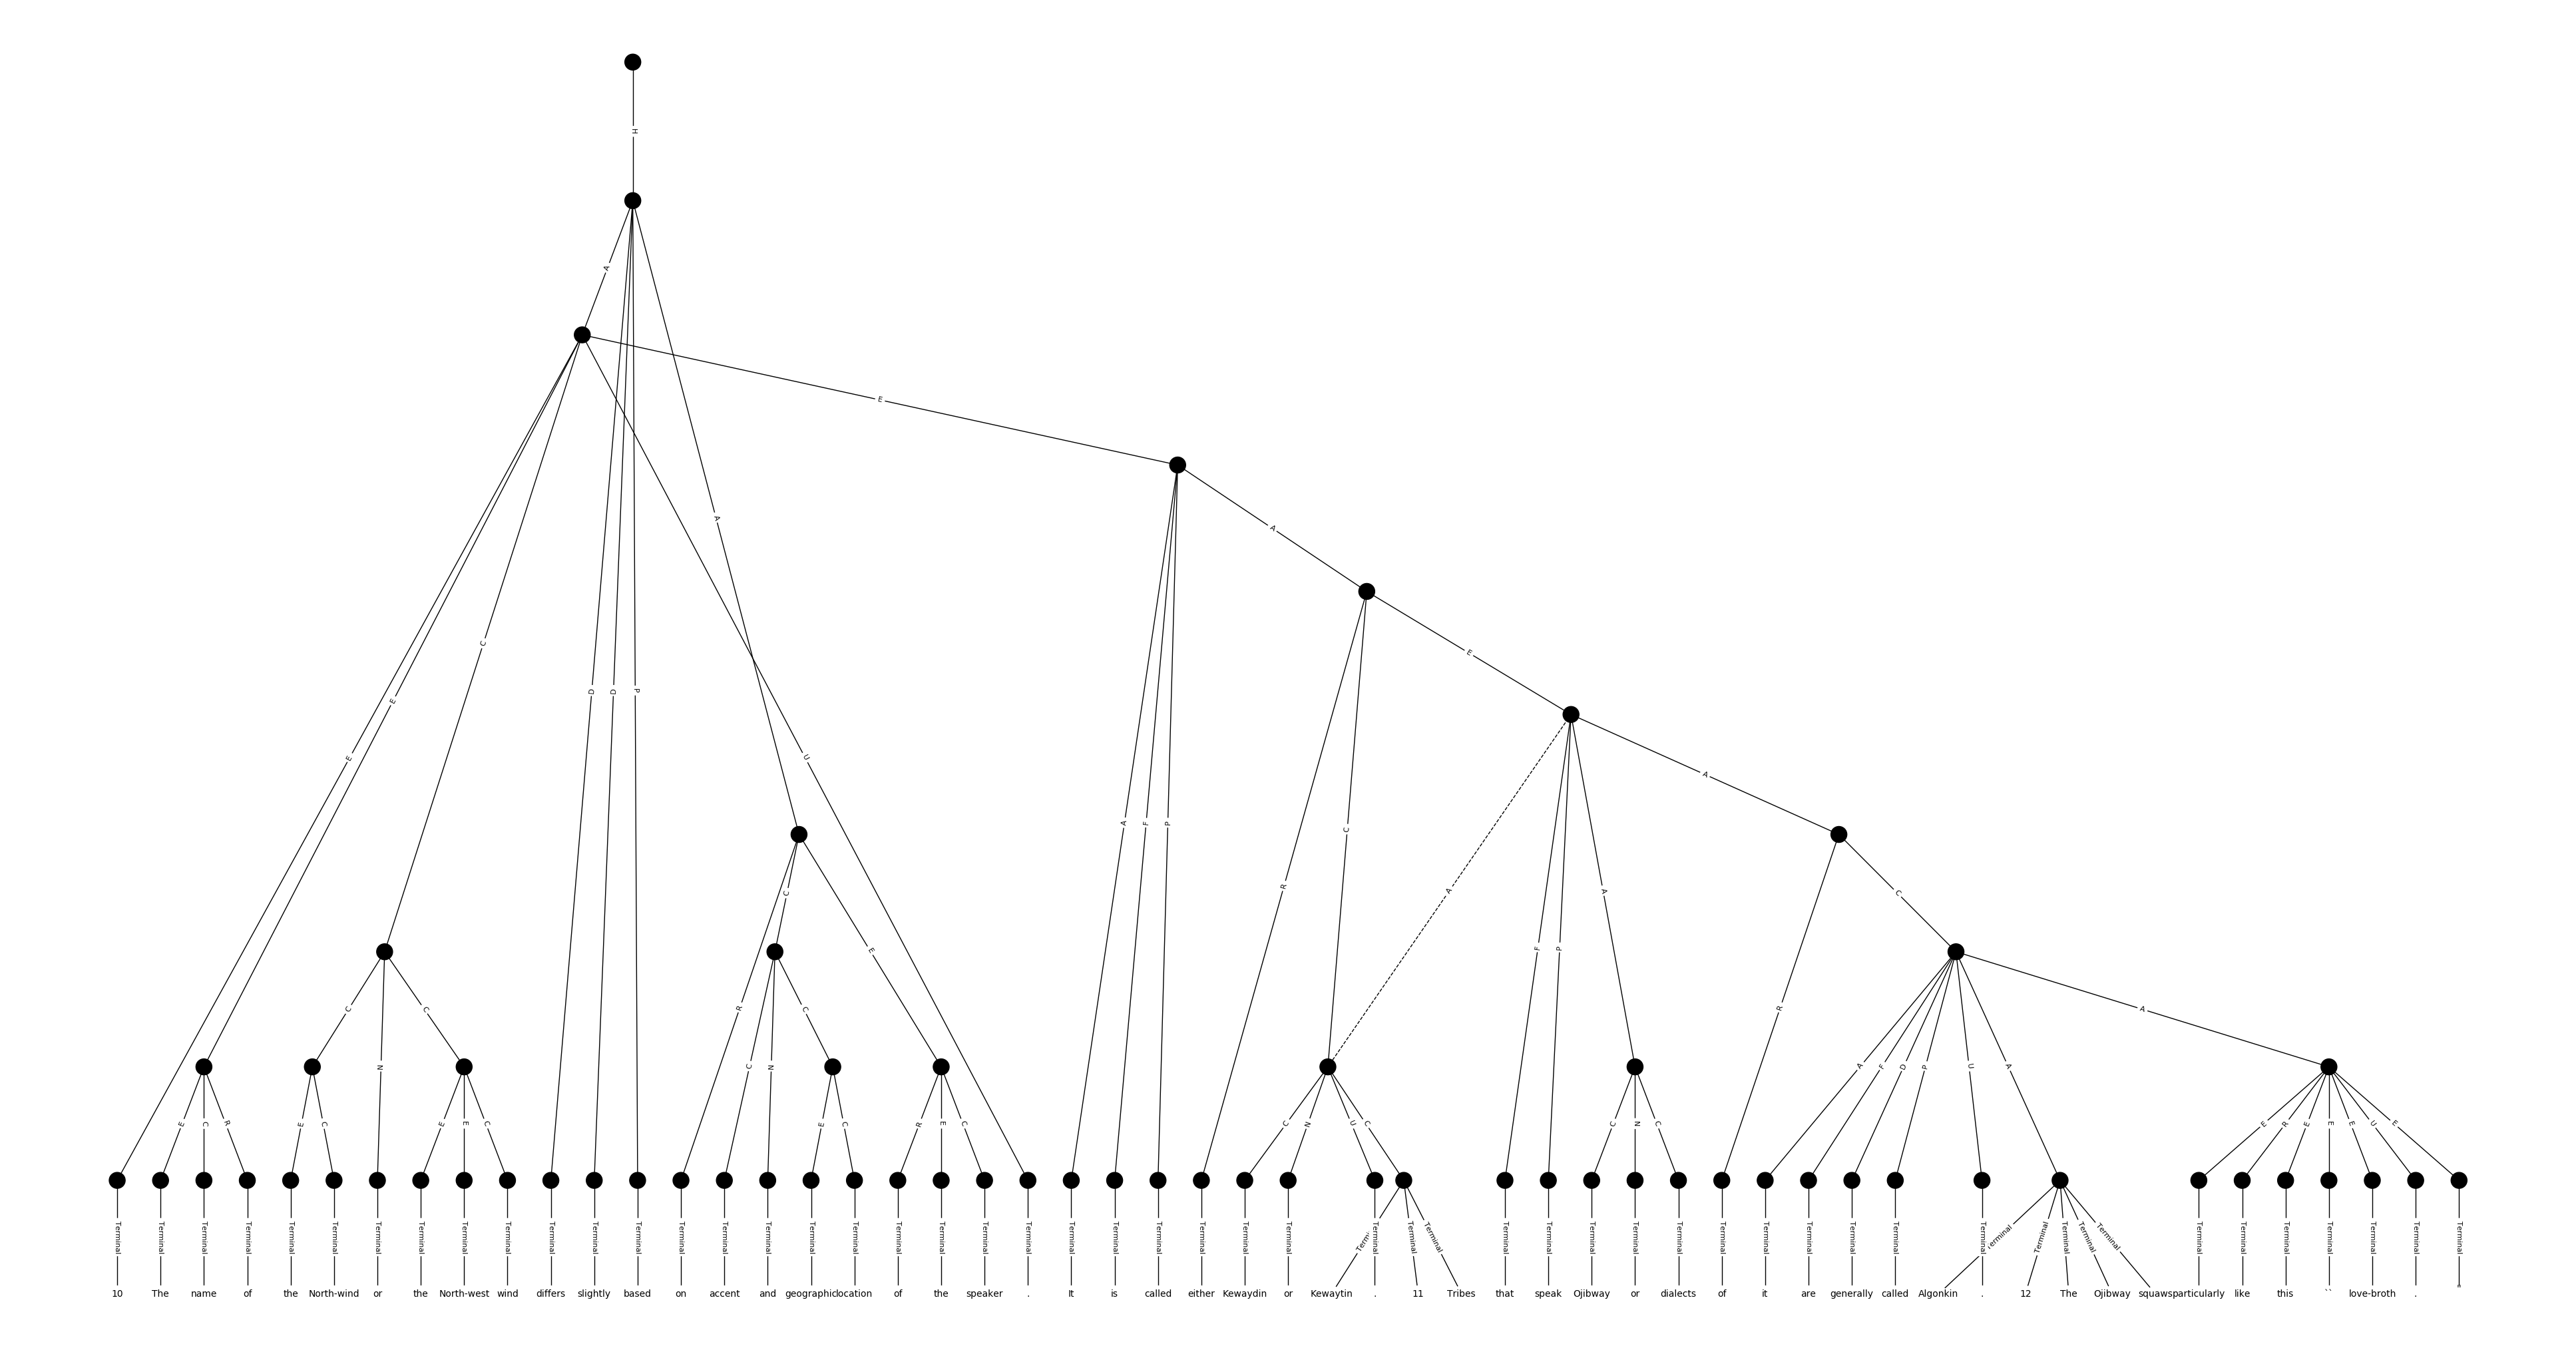 H
A
E
C
A
A
E
D D P
E
C
E
E
U
A
A F P
C
R
A
A
C
E
F P
C
C
R
C
R
A
N
C N
A F D P
U
A
E C R
E C
E E C
E C
R E C
C N U C
C N C
E R E E E U E
Terminal Terminal Terminal Terminal Terminal Terminal Terminal Terminal Terminal Terminal Terminal Terminal Terminal Terminal Terminal Terminal Terminal Terminal Terminal Terminal Terminal Terminal Terminal Terminal Terminal Terminal Terminal Terminal Terminal Terminal Terminal Terminal Terminal Terminal Terminal Terminal Terminal Terminal Terminal Terminal Terminal Terminal Terminal Terminal Terminal Terminal Terminal Terminal Terminal Terminal Terminal Terminal Terminal Terminal
10 The name of the North-wind or the North-west wind differs slightly based on accent and geographic location of the speaker . It is called either Kewaydin or Kewaytin . 11 Tribes that speak Ojibway or dialects of it are generally called Algonkin . 12 The Ojibway squaws particularly like this `` love-broth .